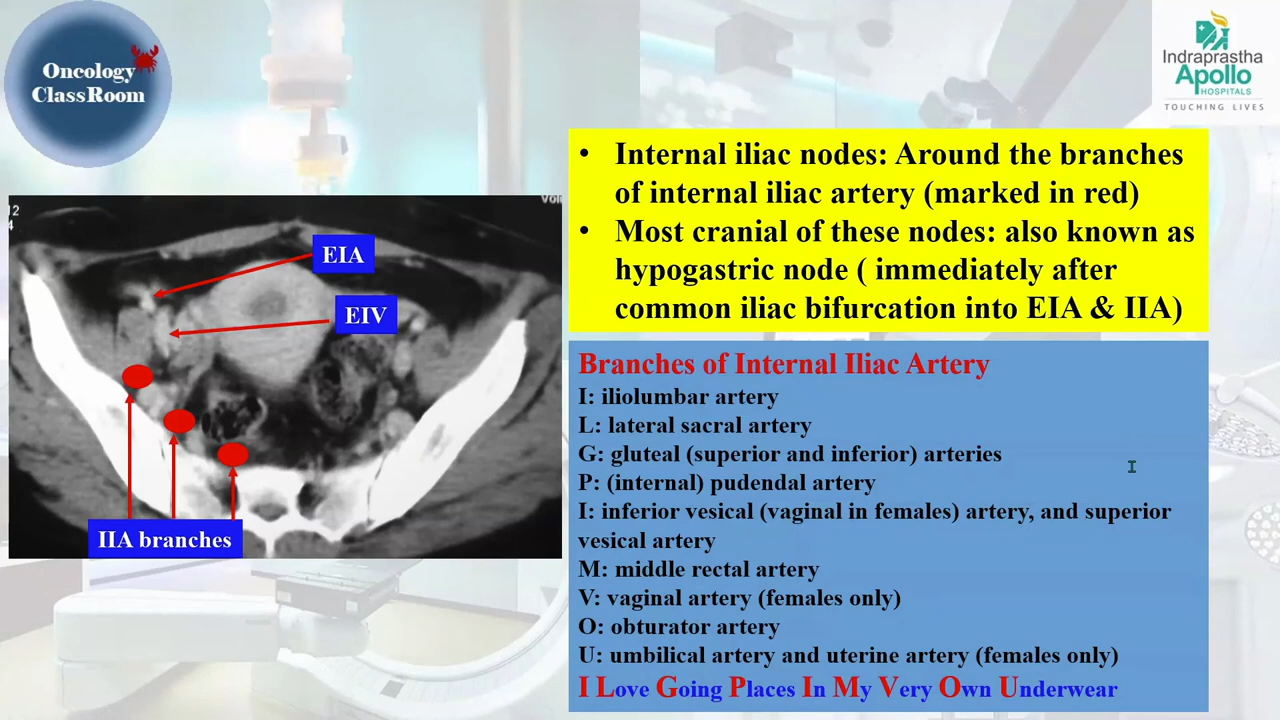 Oncology
ClassRoom
Indraprastha
Apollo
HOSPITALS
TOUCHING LIVES
12
4
EIA
EIV
IIA branches
• Internal iliac nodes: Around the branches
of internal iliac artery (marked in red)
• Most cranial of these nodes: also known as
hypogastric node ( immediately after
common iliac bifurcation into EIA & IIA)
Branches of Internal Iliac Artery
I: iliolumbar artery
L: lateral sacral artery
G: gluteal (superior and inferior) arteries
P: (internal) pudendal artery
I: inferior vesical (vaginal in females) artery, and superior
vesical artery
M: middle rectal artery
V: vaginal artery (females only)
O: obturator artery
U: umbilical artery and uterine artery (females only)
I Love Going Places In My Very Own Underwear